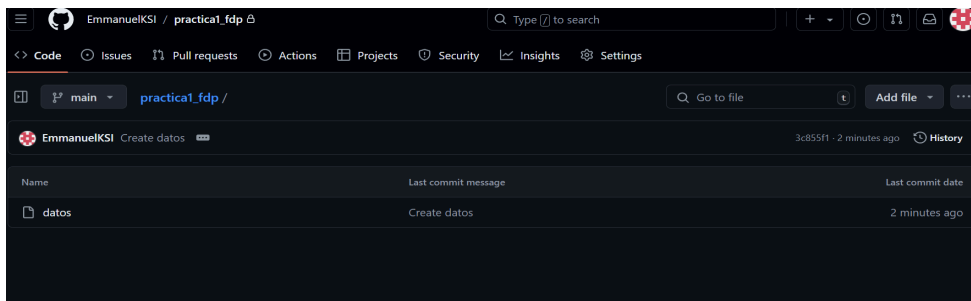 EmmanuelKSI / practica1_fdp
Type / to search
Code Issues Pull requests Actions Projects Security Insights Settings
main practica1_fdp / Go to file t Add file
EmmanuelKSI Create datos 3c855f1 · 2 minutes ago History
Name Last commit message Last commit date
datos Create datos 2 minutes ago